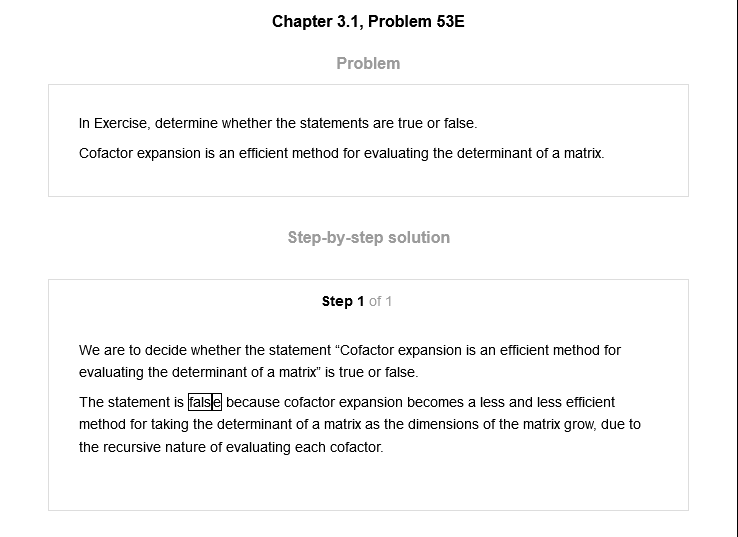 Chapter 3.1, Problem 53E
Problem
In Exercise, determine whether the statements are true or false.
Cofactor expansion is an efficient method for evaluating the determinant of a matrix.
Step-by-step solution
Step 1 of 1
We are to decide whether the statement “Cofactor expansion is an efficient method for
evaluating the determinant of a matrix” is true or false.
The statement is false because cofactor expansion becomes a less and less efficient
method for taking the determinant of a matrix as the dimensions of the matrix grow, due to
the recursive nature of evaluating each cofactor.